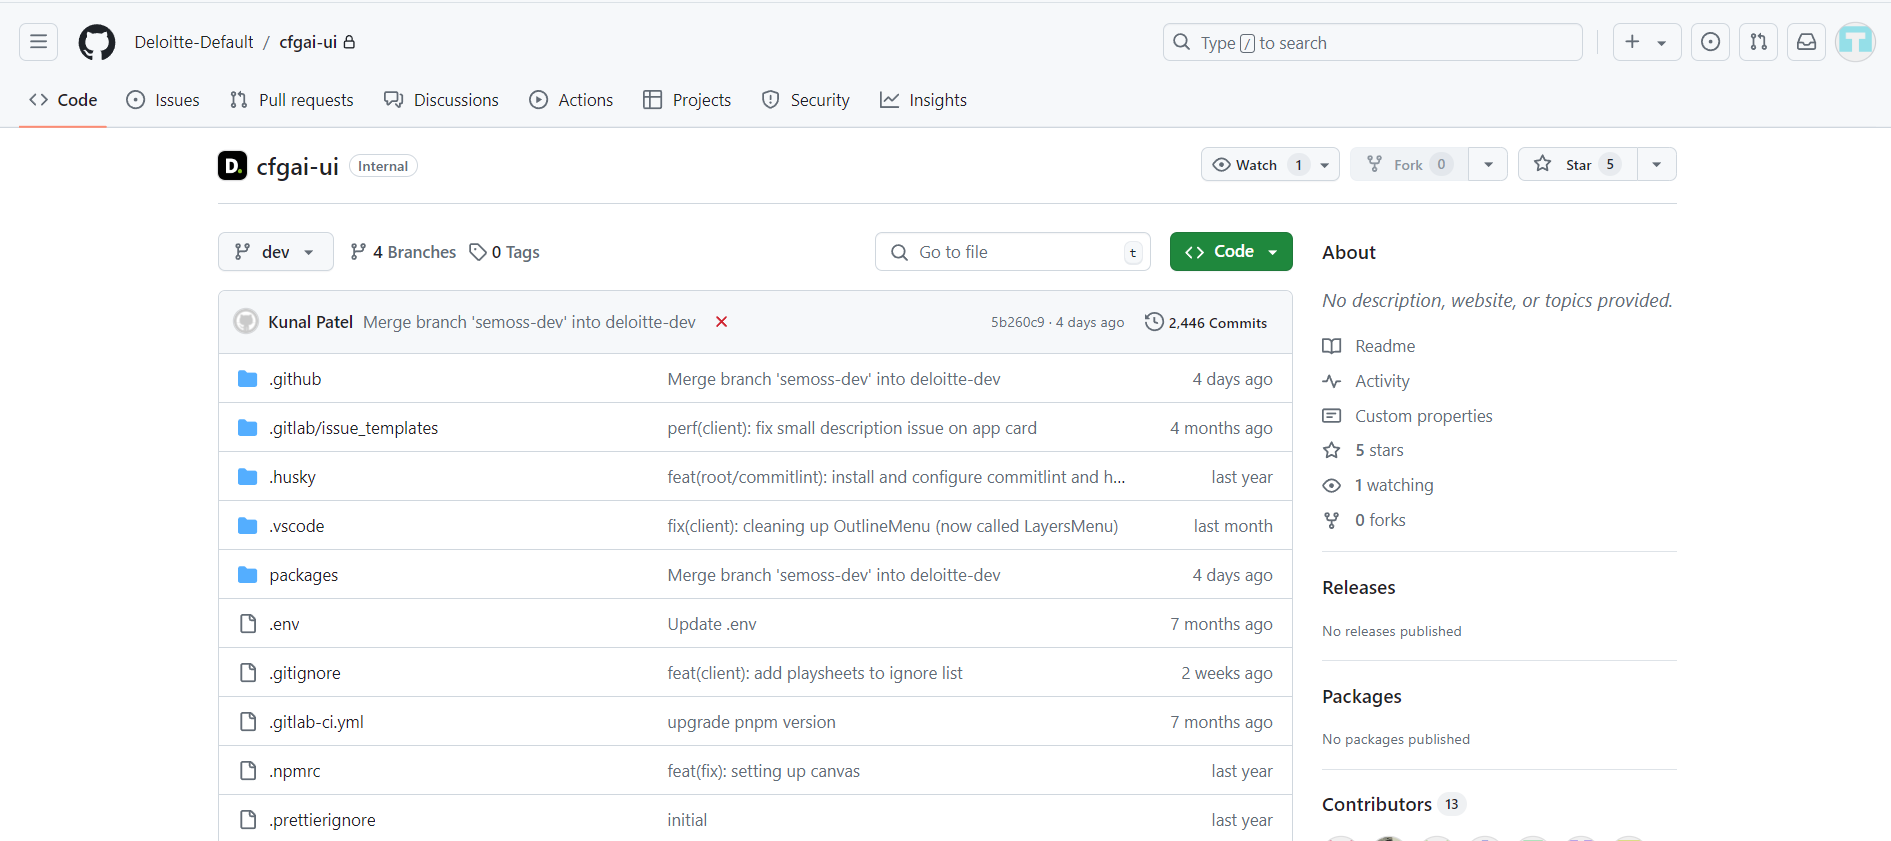 Deloitte-Default / cfgai-ui
Type / to search
Code Issues Pull requests Discussions Actions Projects Security Insights
D. cfgai-ui Internal
Watch 1 Fork 0 Star 5
dev 4 Branches 0 Tags
Go to file t
Code
Kunal Patel Merge branch 'semoss-dev' into deloitte-dev 5b260c9 · 4 days ago 2,446 Commits
.github Merge branch 'semoss-dev' into deloitte-dev 4 days ago
.gitlab/issue_templates perf(client): fix small description issue on app card 4 months ago
.husky feat(root/commitlint): install and configure commitlint and h... last year
.vscode fix(client): cleaning up OutlineMenu (now called LayersMenu) last month
packages Merge branch 'semoss-dev' into deloitte-dev 4 days ago
.env Update .env 7 months ago
.gitignore feat(client): add playsheets to ignore list 2 weeks ago
.gitlab-ci.yml upgrade pnpm version 7 months ago
.npmrc feat(fix): setting up canvas last year
.prettierignore initial last year
About
No description, website, or topics provided.
Readme
Activity
Custom properties
5 stars
1 watching
0 forks
Releases
No releases published
Packages
No packages published
Contributors 13